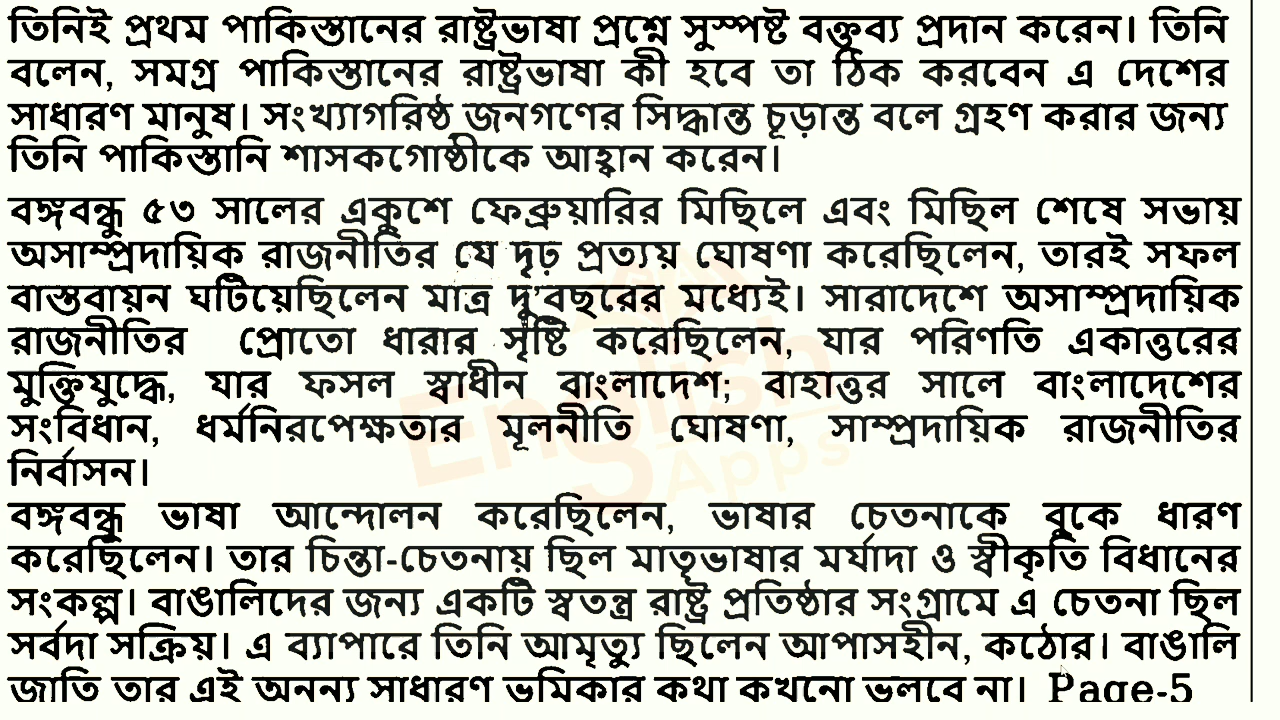 তিনিই প্রথম পাকিস্তানের রাষ্ট্রভাষা প্রশ্নে সুস্পষ্ট বক্তব্য প্রদান করেন। তিনি
বলেন, সমগ্র পাকিস্তানের রাষ্ট্রভাষা কী হবে তা ঠিক করবেন এ দেশের
সাধারণ মানুষ। সংখ্যাগরিষ্ঠ জনগণের সিদ্ধান্ত চূড়ান্ত বলে গ্রহণ করার জন্য
তিনি পাকিস্তানি শাসকগোষ্ঠীকে আহ্বান করেন।
বঙ্গবন্ধু ৫৩ সালের একুশে ফেব্রুয়ারির মিছিলে এবং মিছিল শেষে সভায়
অসাম্প্রদায়িক রাজনীতির যে দৃঢ় প্রত্যয় ঘোষণা করেছিলেন, তারই সফল
বাস্তবায়ন ঘটিয়েছিলেন মাত্র দু'বছরের মধ্যেই। সারাদেশে অসাম্প্রদায়িক
রাজনীতির প্রোতো ধারার সৃষ্টি করেছিলেন, যার পরিণতি একাত্তরের
মুক্তিযুদ্ধে, যার ফসল স্বাধীন বাংলাদেশ; বাহাত্তর সালে বাংলাদেশের
সংবিধান, ধর্মনিরপেক্ষতার মূলনীতি ঘোষণা, সাম্প্রদায়িক রাজনীতির
নির্বাসন।
বঙ্গবন্ধু ভাষা আন্দোলন করেছিলেন, ভাষার চেতনাকে বুকে ধারণ
করেছিলেন। তার চিন্তা-চেতনায় ছিল মাতৃভাষার মর্যাদা ও স্বীকৃতি বিধানের
সংকল্প। বাঙালিদের জন্য একটি স্বতন্ত্র রাষ্ট্র প্রতিষ্ঠার সংগ্রামে এ চেতনা ছিল
সর্বদা সক্রিয়। এ ব্যাপারে তিনি আমৃত্যু ছিলেন আপাসহীন, কঠোর। বাঙালি
জাতি তার এই অনন্য সাধারণ ভূমিকার কথা কখনো ভুলবে না। Page-5
English
Apps